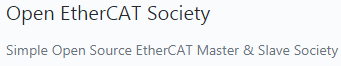 Open EtherCAT Society
Simple Open Source EtherCAT Master & Slave Society